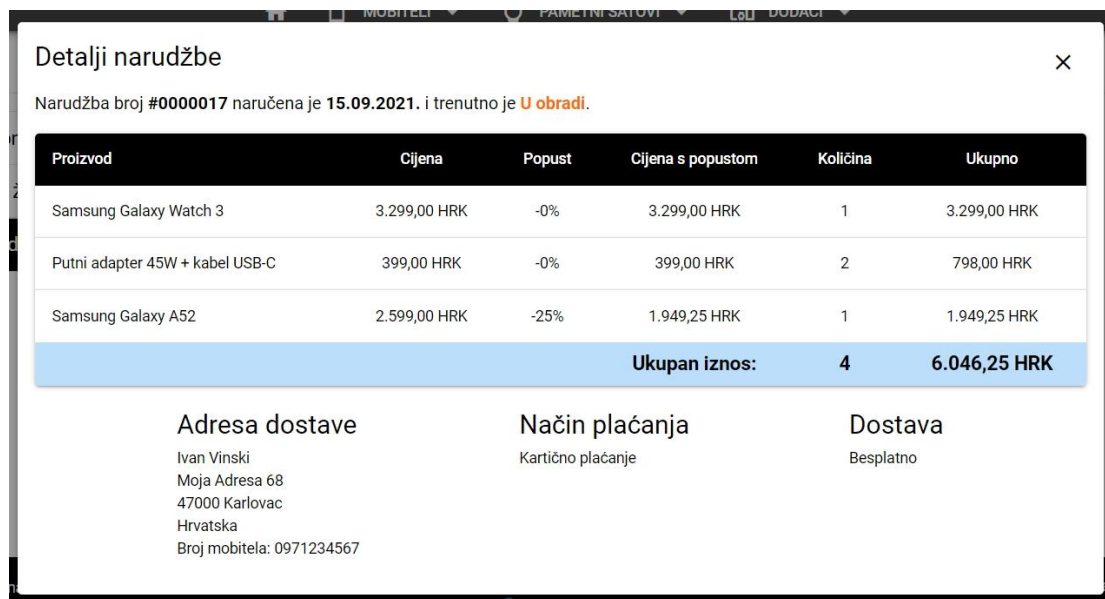 MOBITELI PAMETNI SATOVI DODACI
Detalji narudžbe
Narudžba broj #0000017 naručena je 15.09.2021. i trenutno je U obradi.
Proizvod Cijena Popust Cijena s popustom Količina Ukupno
Samsung Galaxy Watch 3 3.299,00 HRK -0% 3.299,00 HRK 1 3.299,00 HRK
Putni adapter 45W + kabel USB-C 399,00 HRK -0% 399,00 HRK 2 798,00 HRK
Samsung Galaxy A52 2.599,00 HRK -25% 1.949,25 HRK 1 1.949,25 HRK
Ukupan iznos: 4 6.046,25 HRK
Adresa dostave Način plaćanja Dostava
Ivan Vinski Kartično plaćanje Besplatno
Moja Adresa 68
47000 Karlovac
Hrvatska
Broj mobitela: 0971234567